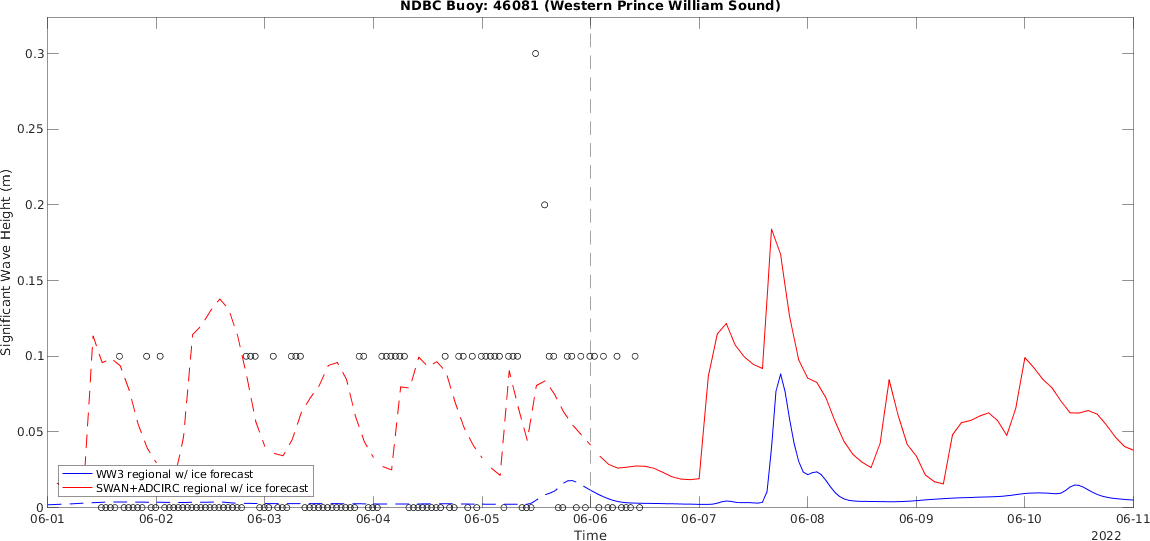 NDBC Buoy: 46081 (Western Prince William Sound)
0.3
0.25
0.2
0.15
0.1
0.05
0
Significant Wave Height (m)
WW3 regional w/ ice forecast
SWAN+ADCIRC regional w/ ice forecast
06-01 06-02 06-03 06-04 06-05 06-06 06-07 06-08 06-09 06-10 06-11
Time
2022